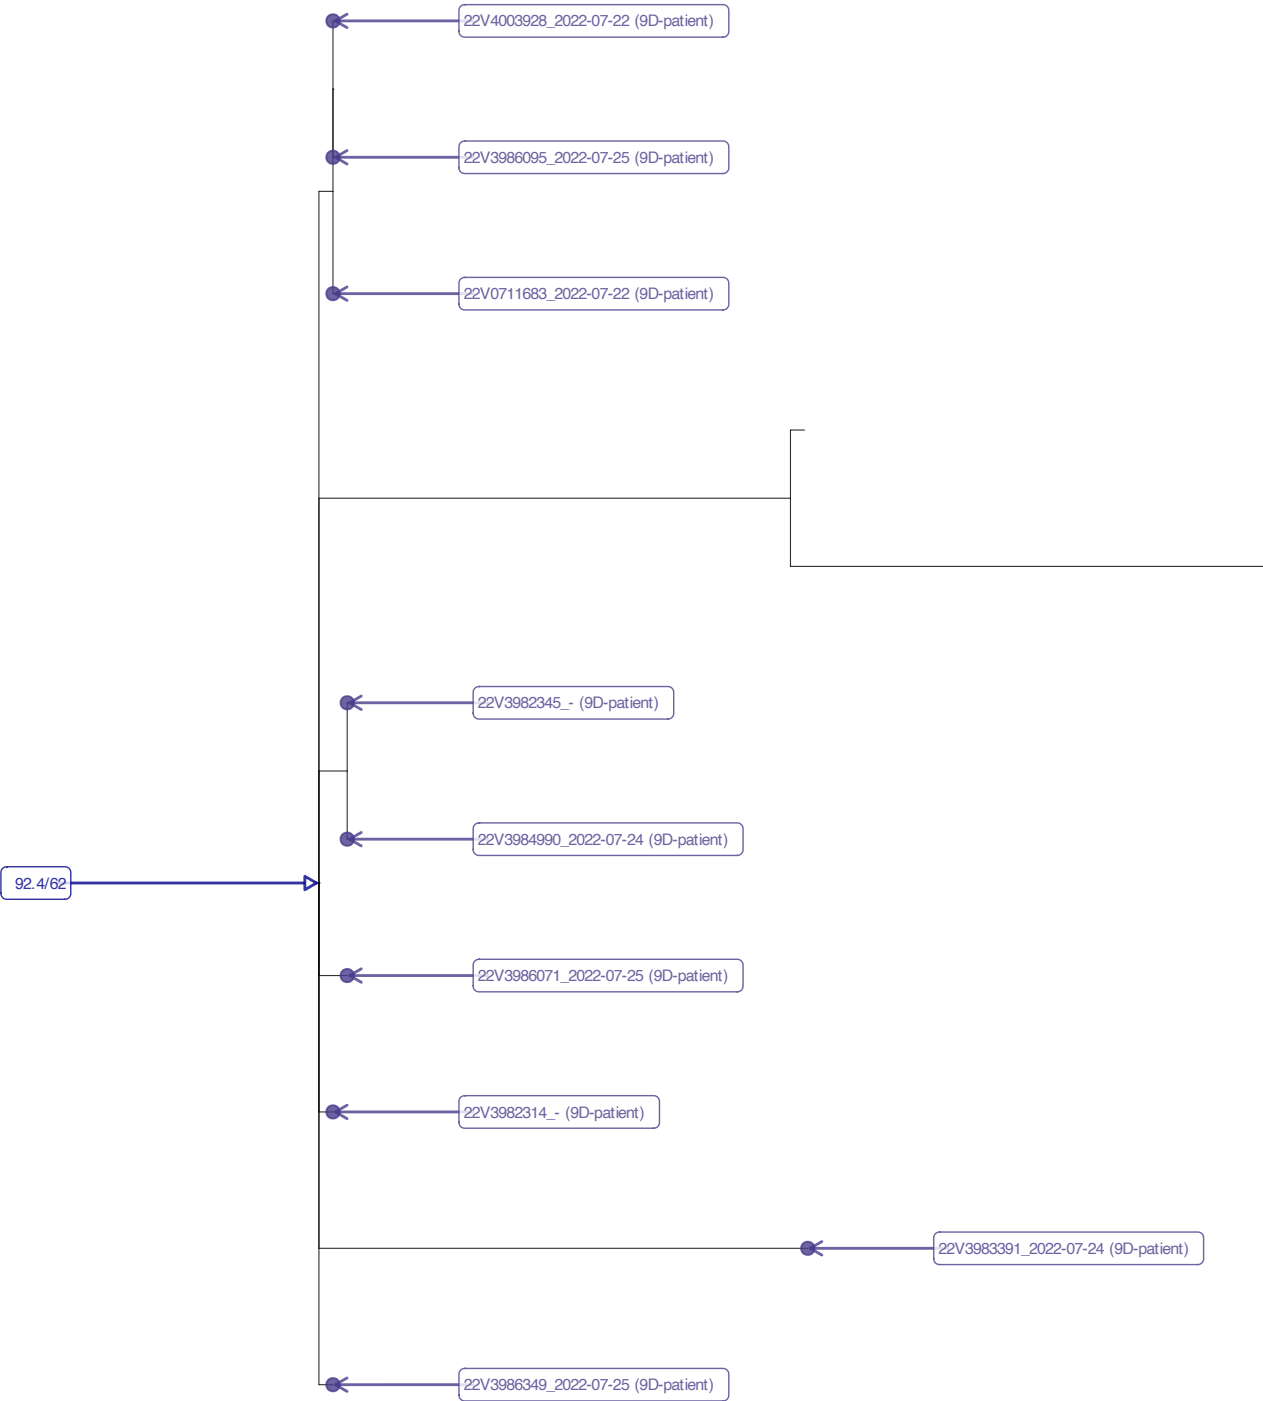 22V4003928_2022-07-22 (9D-patient)
22V3986095_2022-07-25 (9D-patient)
22V0711683_2022-07-22 (9D-patient)
22V3982345_- (9D-patient)
22V3984990_2022-07-24 (9D-patient)
92.4/62
22V3986071_2022-07-25 (9D-patient)
22V3982314_- (9D-patient)
22V3983391_2022-07-24 (9D-patient)
22V3986349_2022-07-25 (9D-patient)